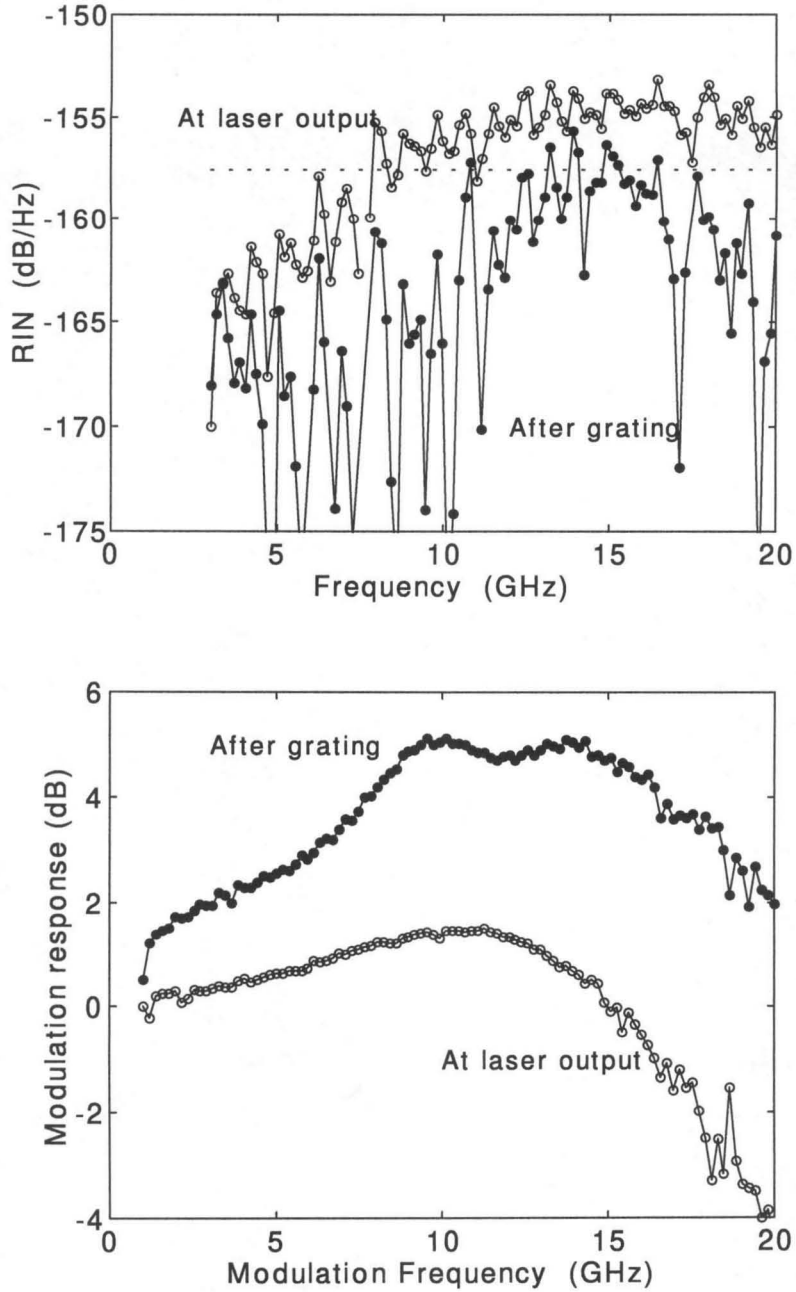 -150
-155
-160
-165
-170
-175
RIN (dB/Hz)
At laser output
After grating
0
5
10
15
20
Frequency (GHz)
6
4
2
0
-2
-4
Modulation response (dB)
After grating
At laser output
0
5
10
15
20
Modulation Frequency (GHz)